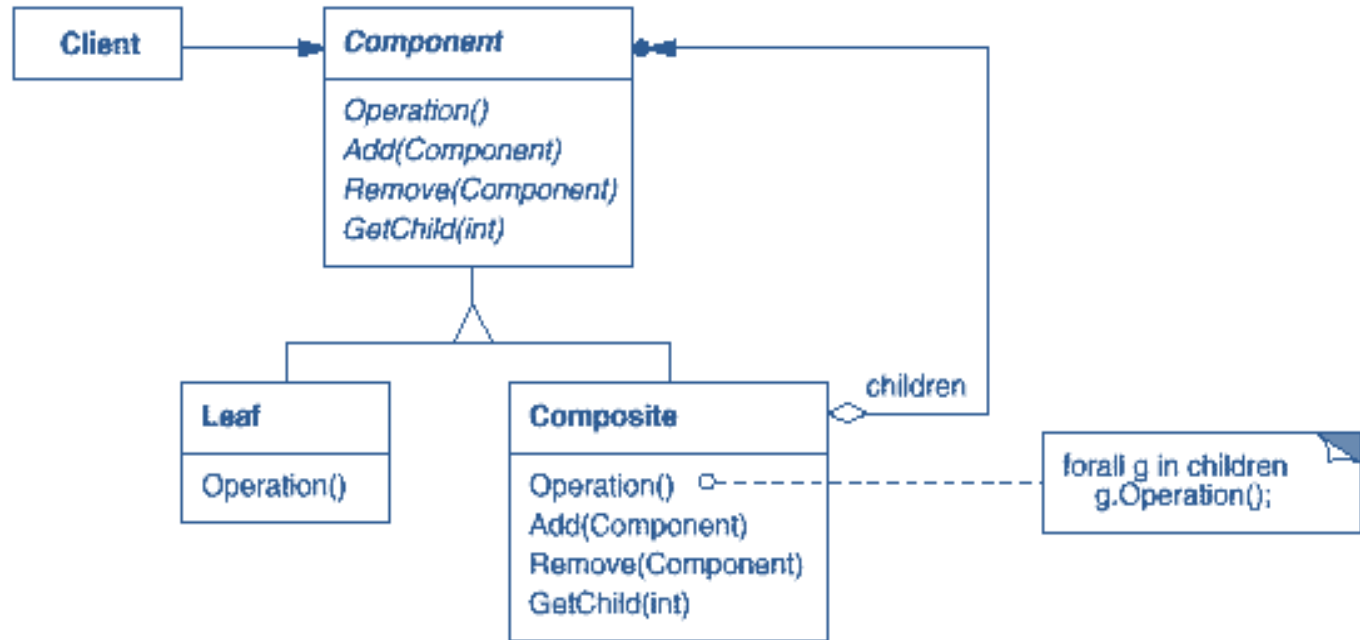 Client
Component
Operation()
Add(Component)
Remove(Component)
GetChild(int)
children
Leaf
Operation()
Composite
Operation()
Add(Component)
Remove(Component)
GetChild(int)
forall g in children
g.Operation();